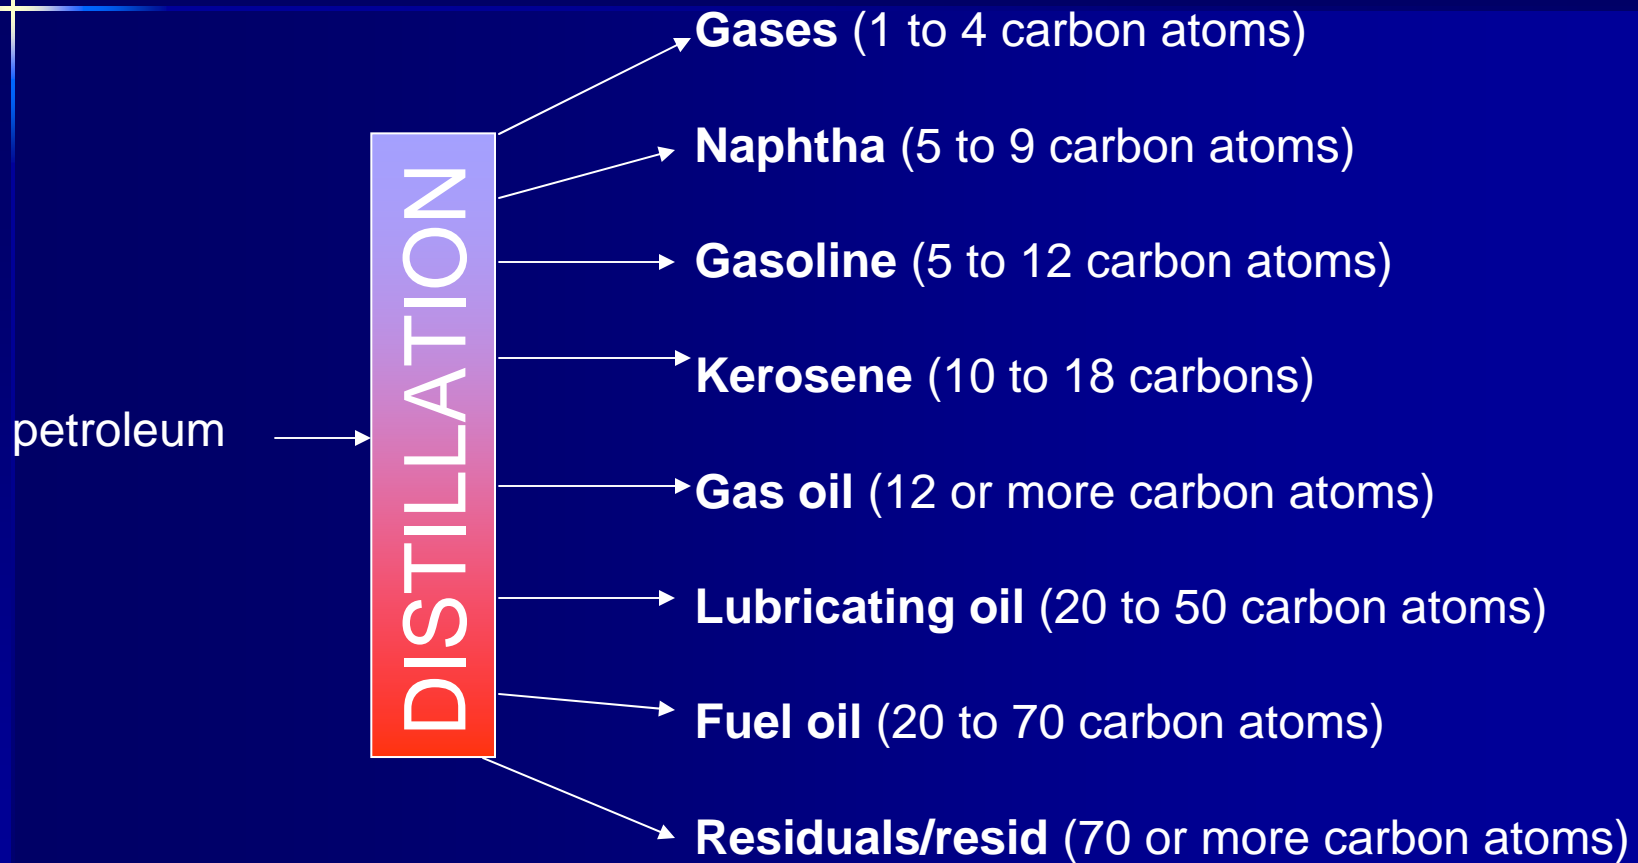 Gases (1 to 4 carbon atoms)
Naphtha (5 to 9 carbon atoms)
Gasoline (5 to 12 carbon atoms)
Kerosene (10 to 18 carbons)
petroleum
DISTILLATION
Gas oil (12 or more carbon atoms)
Lubricating oil (20 to 50 carbon atoms)
Fuel oil (20 to 70 carbon atoms)
Residuals/resid (70 or more carbon atoms)